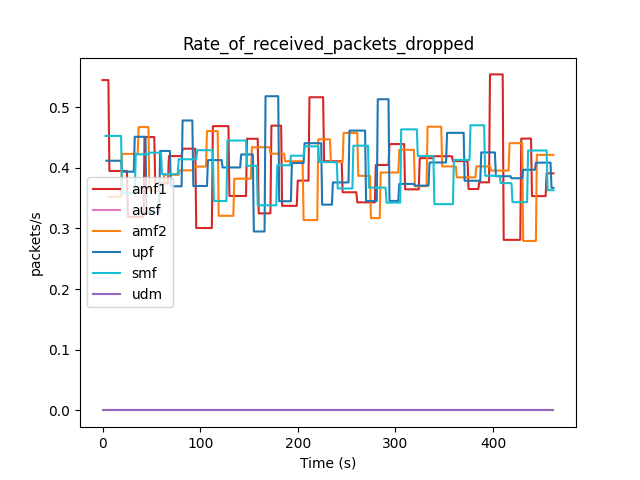 Rate_of_received_packets_dropped
packets/s
0.5
0.4
0.3
0.2
0.1
0.0
amf1
ausf
amf2
upf
smf
udm
0
100
200
300
400
Time (s)